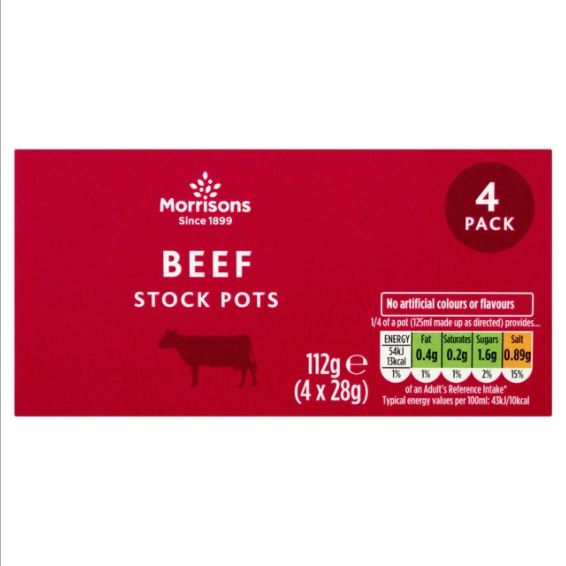 Morrisons
Since 1899
4
PACK
BEEF
STOCK POTS
No artificial colours or flavours
1/4 of a pot (125ml made up as directed) provides...
ENERGY Fat Saturates Sugars Salt
54kJ 13kcal 0.4g 0.2g 1.6g 0.89g
1% 1% 1% 2% 15%
of an Adult's Reference Intake*
Typical energy values per 100ml: 43kJ/10kcal
112g ℮
(4 x 28g)